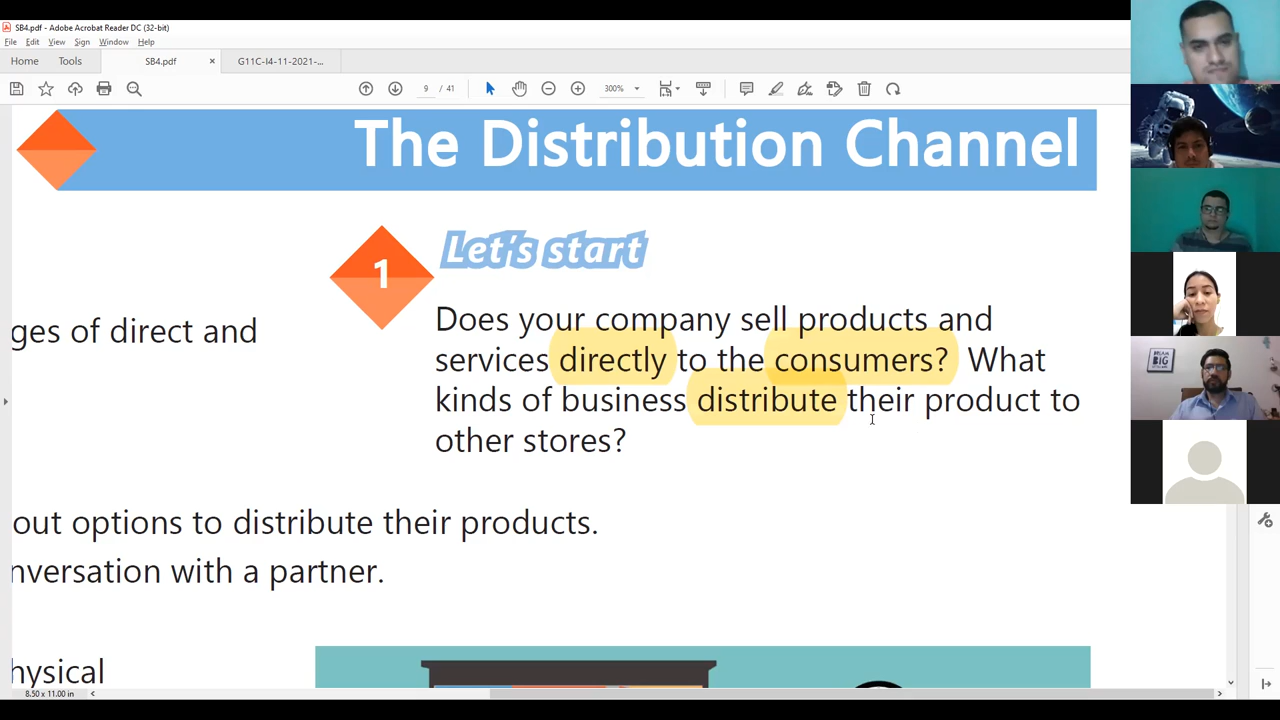 SB4.pdf - Adobe Acrobat Reader DC (32-bit)
File Edit View Sign Window Help
Home Tools SB4.pdf × G11C-I4-11-2021-...
9 / 41 300%
The Distribution Channel
1
Let's start
Does your company sell products and
services directly to the consumers? What
kinds of business distribute their product to
other stores?
ges of direct and
out options to distribute their products.
nversation with a partner.
hysical
8.50 x 11.00 in
DREAM
BIG